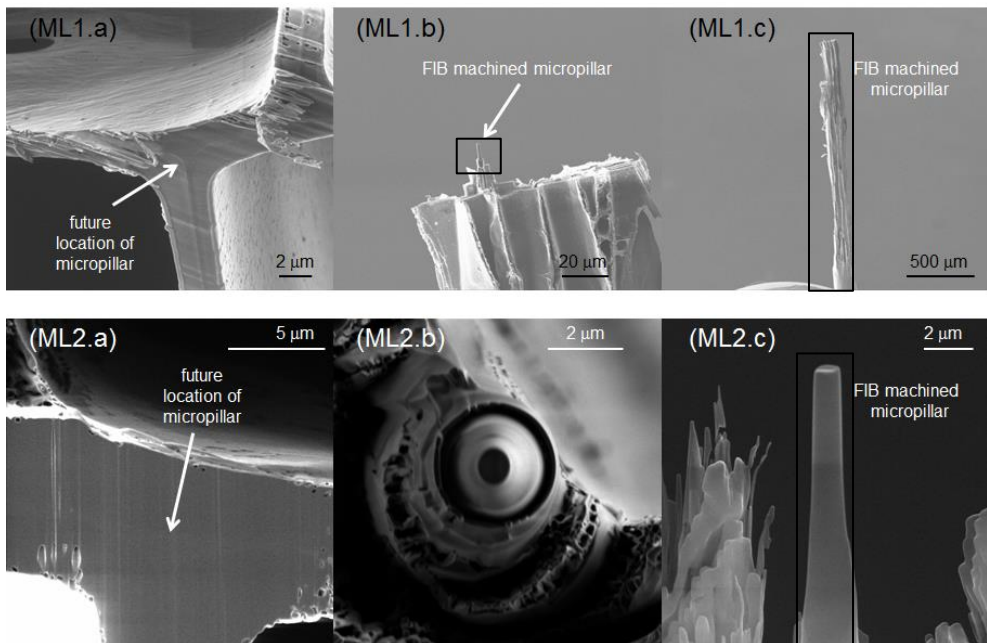 (ML1.a)
future
location of
micropillar
2 μm
(ML1.b)
FIB machined micropillar
20 μm
(ML1.c)
FIB machined
micropillar
500 μm
(ML2.a)
5 μm
future
location of
micropillar
(ML2.b)
2 μm
(ML2.c)
2 μm
FIB machined
micropillar